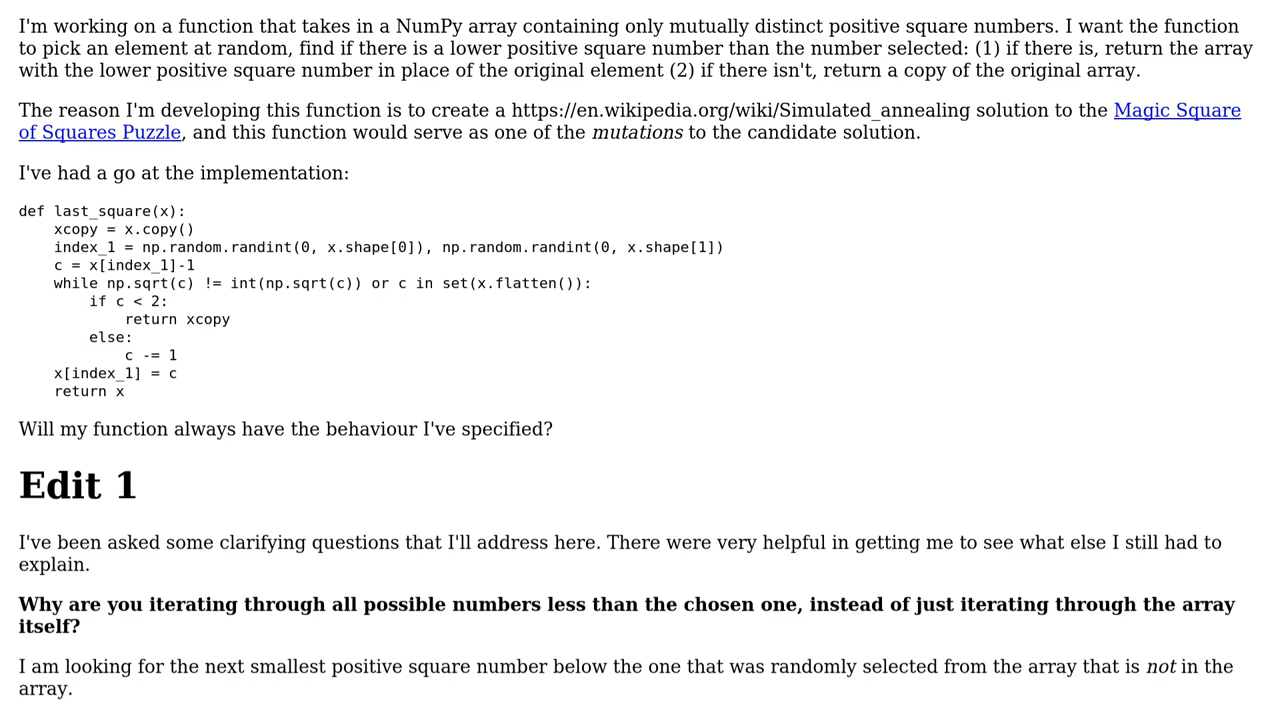 I'm working on a function that takes in a NumPy array containing only mutually distinct positive square numbers. I want the function
to pick an element at random, find if there is a lower positive square number than the number selected: (1) if there is, return the array
with the lower positive square number in place of the original element (2) if there isn't, return a copy of the original array.
The reason I'm developing this function is to create a https://en.wikipedia.org/wiki/Simulated_annealing solution to the Magic Square
of Squares Puzzle, and this function would serve as one of the mutations to the candidate solution.
I've had a go at the implementation:
def last_square(x):
    xcopy = x.copy()
    index_1 = np.random.randint(0, x.shape[0]), np.random.randint(0, x.shape[1])
    c = x[index_1]-1
    while np.sqrt(c) != int(np.sqrt(c)) or c in set(x.flatten()):
        if c < 2:
            return xcopy
        else:
            c -= 1
    x[index_1] = c
    return x
Will my function always have the behaviour I've specified?
Edit 1
I've been asked some clarifying questions that I'll address here. There were very helpful in getting me to see what else I still had to
explain.
Why are you iterating through all possible numbers less than the chosen one, instead of just iterating through the array
itself?
I am looking for the next smallest positive square number below the one that was randomly selected from the array that is not in the
array.